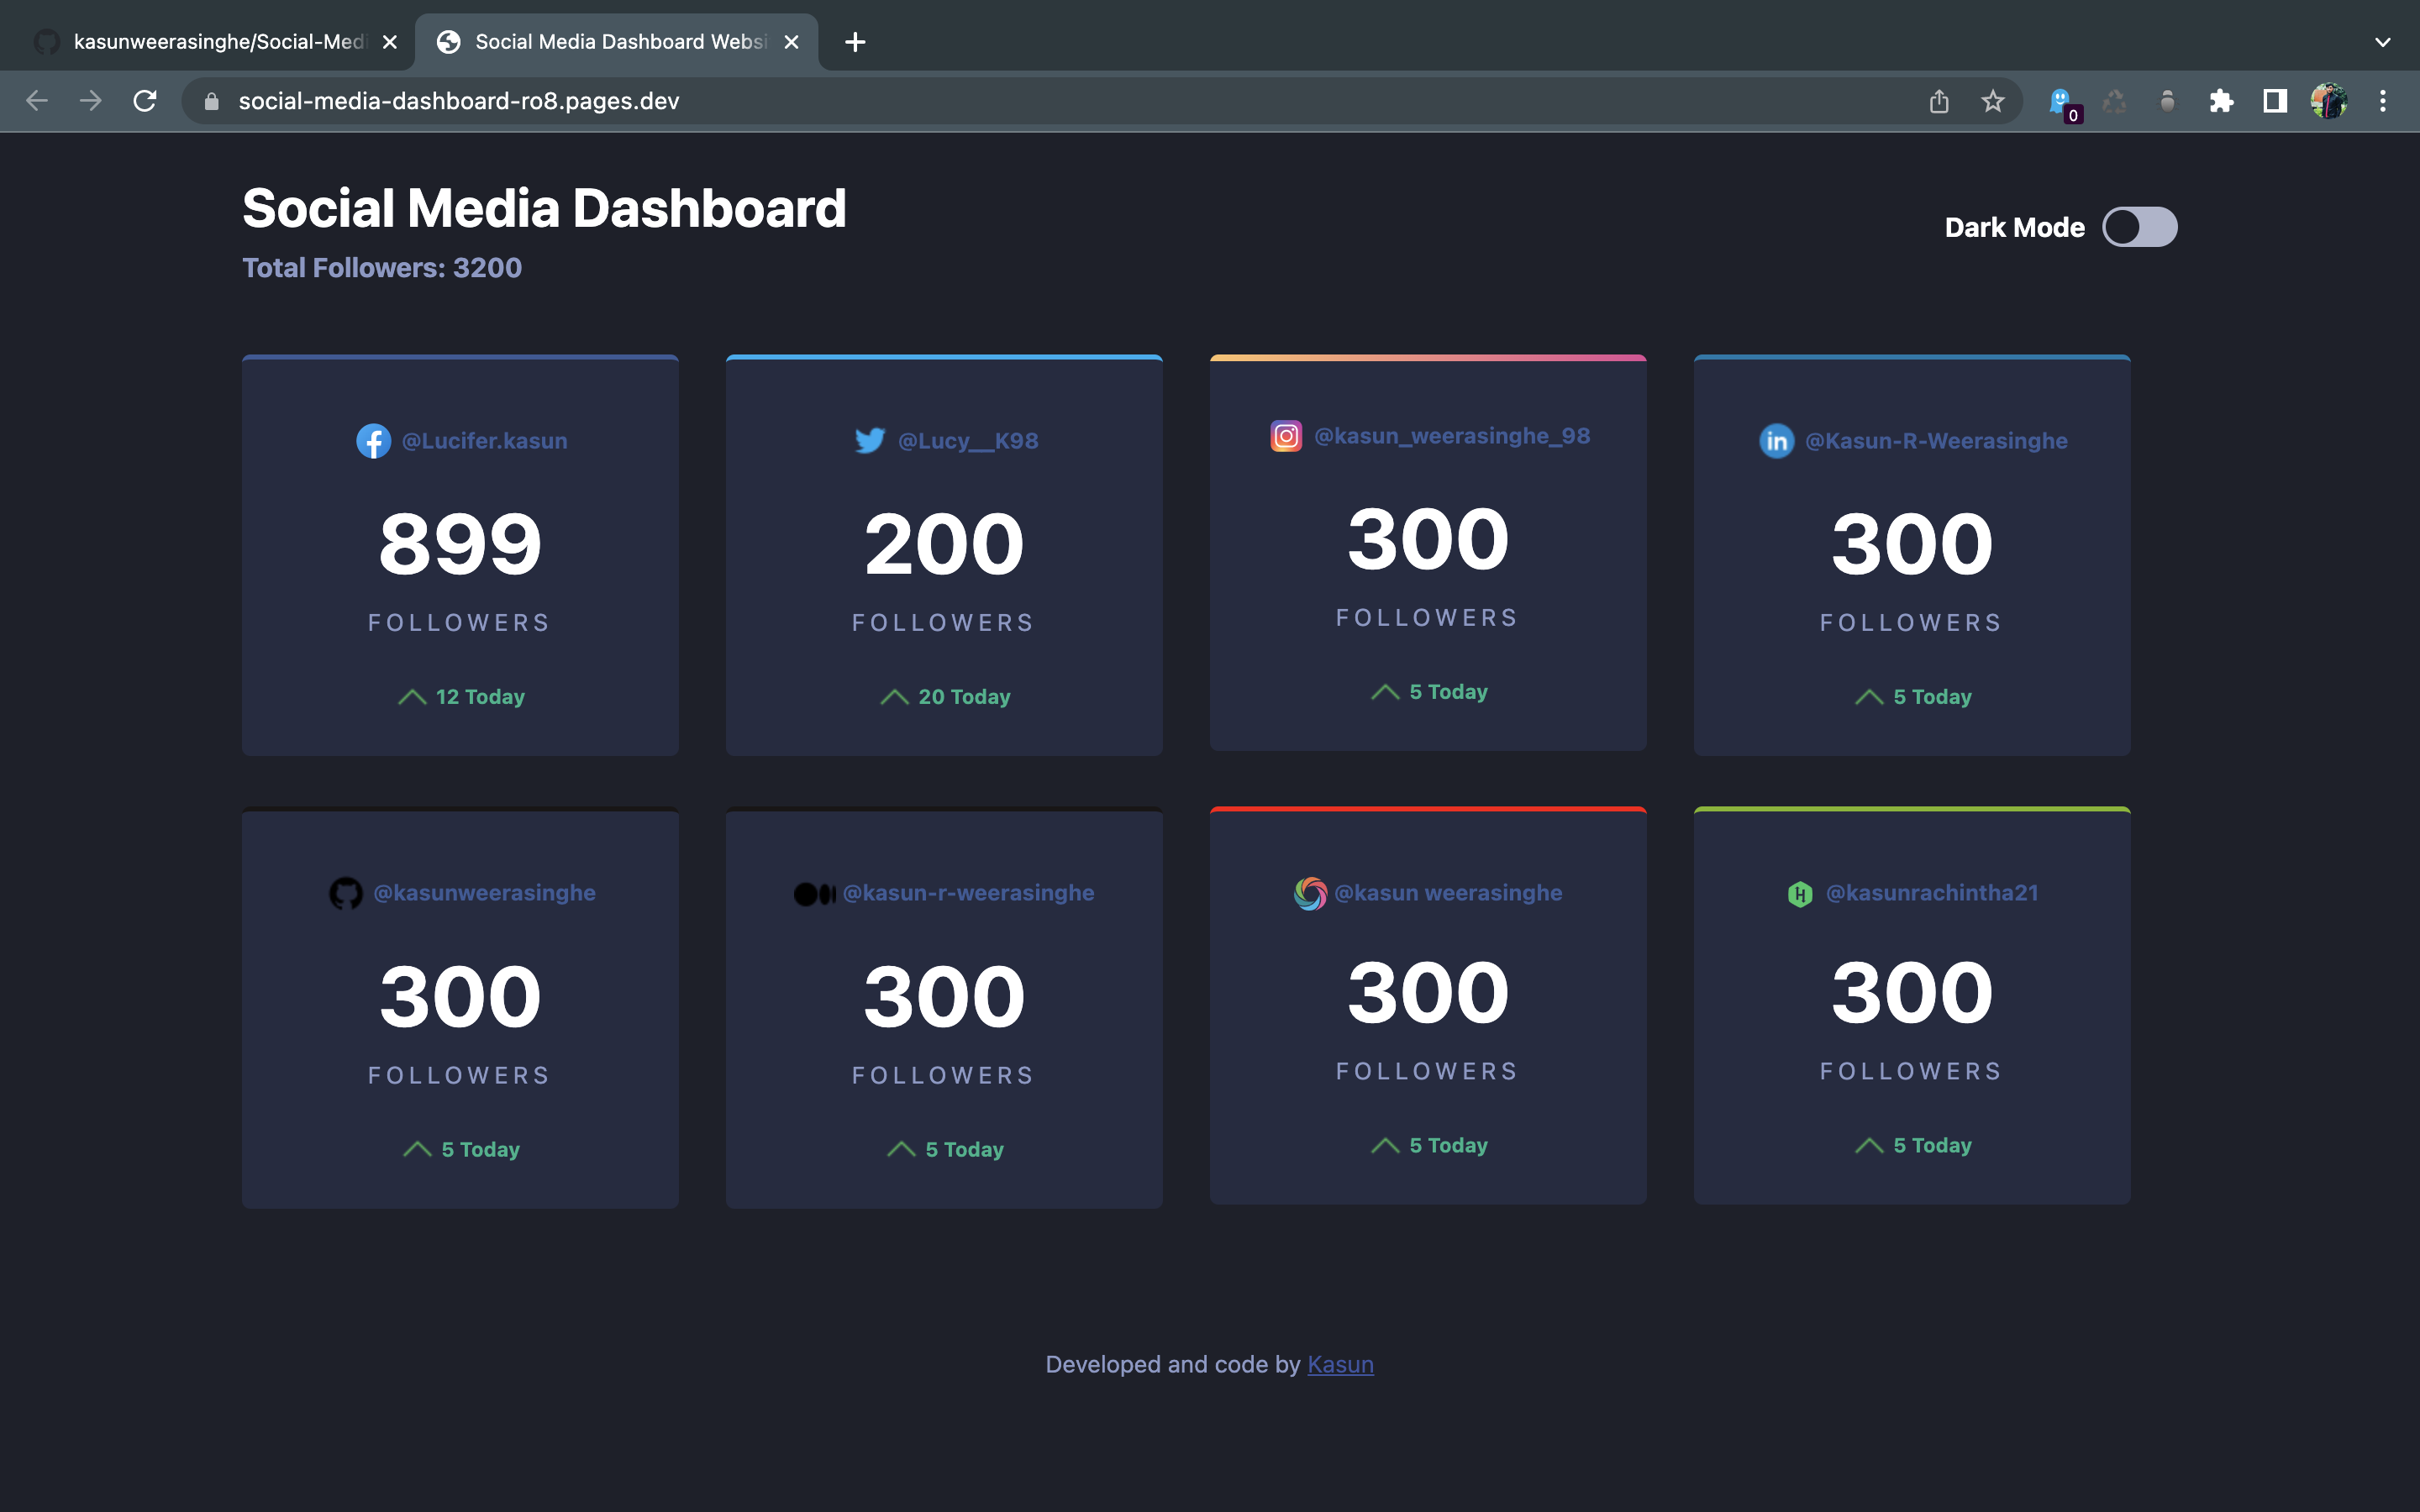 kasunweerasinghe/Social-Med
Social Media Dashboard Websi
social-media-dashboard-ro8.pages.dev
0
Social Media Dashboard
Total Followers: 3200
Dark Mode
@Lucifer.kasun
899
FOLLOWERS
12 Today
@Lucy__K98
200
FOLLOWERS
20 Today
@kasun_weerasinghe_98
300
FOLLOWERS
5 Today
@Kasun-R-Weerasinghe
300
FOLLOWERS
5 Today
@kasunweerasinghe
300
FOLLOWERS
5 Today
@kasun-r-weerasinghe
300
FOLLOWERS
5 Today
@kasun weerasinghe
300
FOLLOWERS
5 Today
@kasunrachintha21
300
FOLLOWERS
5 Today
Developed and code by Kasun